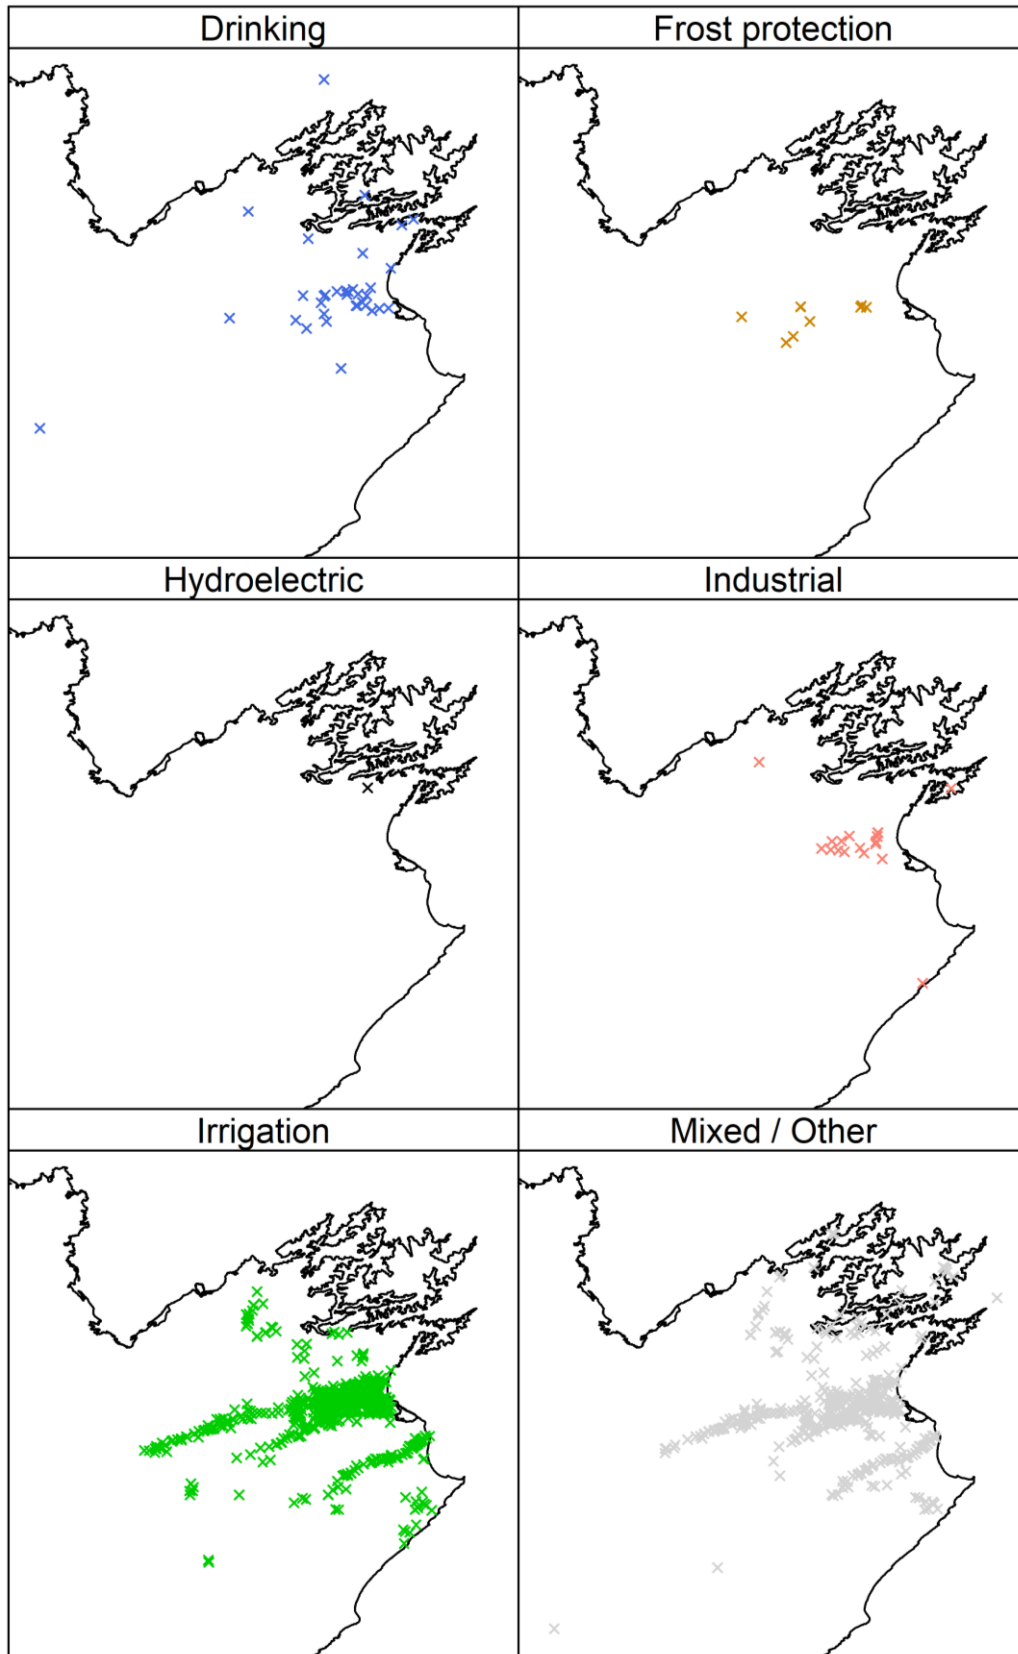 Drinking
Frost protection
Hydroelectric
Industrial
Irrigation
Mixed / Other